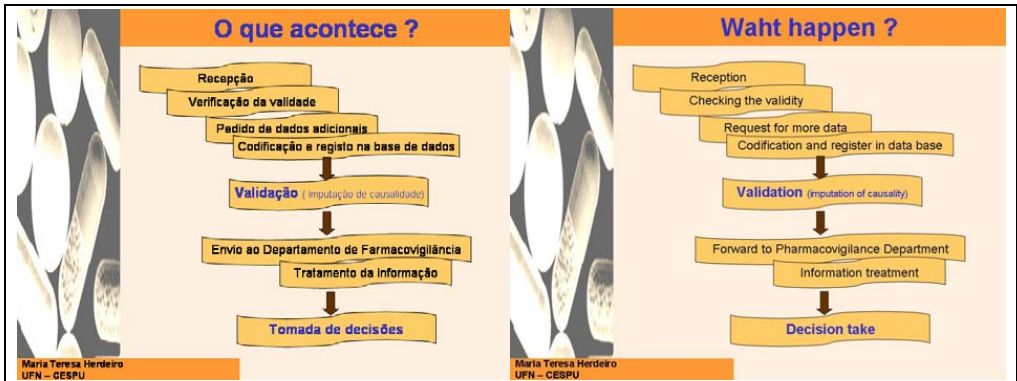 O que acontece ?
Recepção
Verificação da validade
Pedido de dados adicionais
Codificação e registo na base de dados
Validação ( imputação de causalidade)
Envio ao Departamento de Farmacovigilância
Tratamento da informação
Tomada de decisões
Maria Teresa Herdeiro
UFN – CESPU
Waht happen ?
Reception
Checking the validity
Request for more data
Codification and register in data base
Validation (imputation of causality)
Forward to Pharmacovigilance Department
Information treatment
Decision take
Maria Teresa Herdeiro
UFN – CESPU